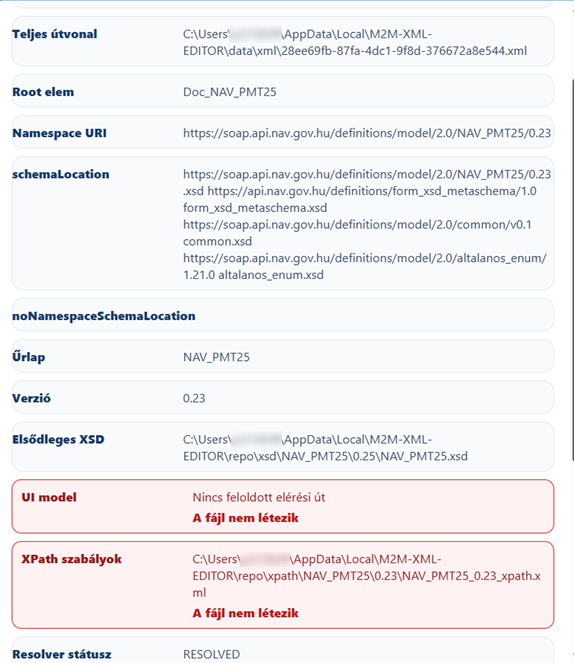 Teljes útvonal C:\Users\ \AppData\Local\M2M-XML-
EDITOR\data\xml\28ee69fb-87fa-4dc1-9f8d-376672a8e544.xml
Root elem Doc_NAV_PMT25
Namespace URI https://soap.api.nav.gov.hu/definitions/model/2.0/NAV_PMT25/0.23
schemaLocation https://soap.api.nav.gov.hu/definitions/model/2.0/NAV_PMT25/0.23
.xsd https://api.nav.gov.hu/definitions/form_xsd_metaschema/1.0
form_xsd_metaschema.xsd
https://soap.api.nav.gov.hu/definitions/model/2.0/common/v0.1
common.xsd
https://soap.api.nav.gov.hu/definitions/model/2.0/altalanos_enum/
1.21.0 altalanos_enum.xsd
noNamespaceSchemaLocation
Űrlap NAV_PMT25
Verzió 0.23
Elsődleges XSD C:\Users\ \AppData\Local\M2M-XML-
EDITOR\repo\xsd\NAV_PMT25\0.25\NAV_PMT25.xsd
UI model Nincs feloldott elérési út
A fájl nem létezik
XPath szabályok C:\Users\ \AppData\Local\M2M-XML-
EDITOR\repo\xpath\NAV_PMT25\0.23\NAV_PMT25_0.23_xpath.x
ml
A fájl nem létezik
Resolver státusz RESOLVED